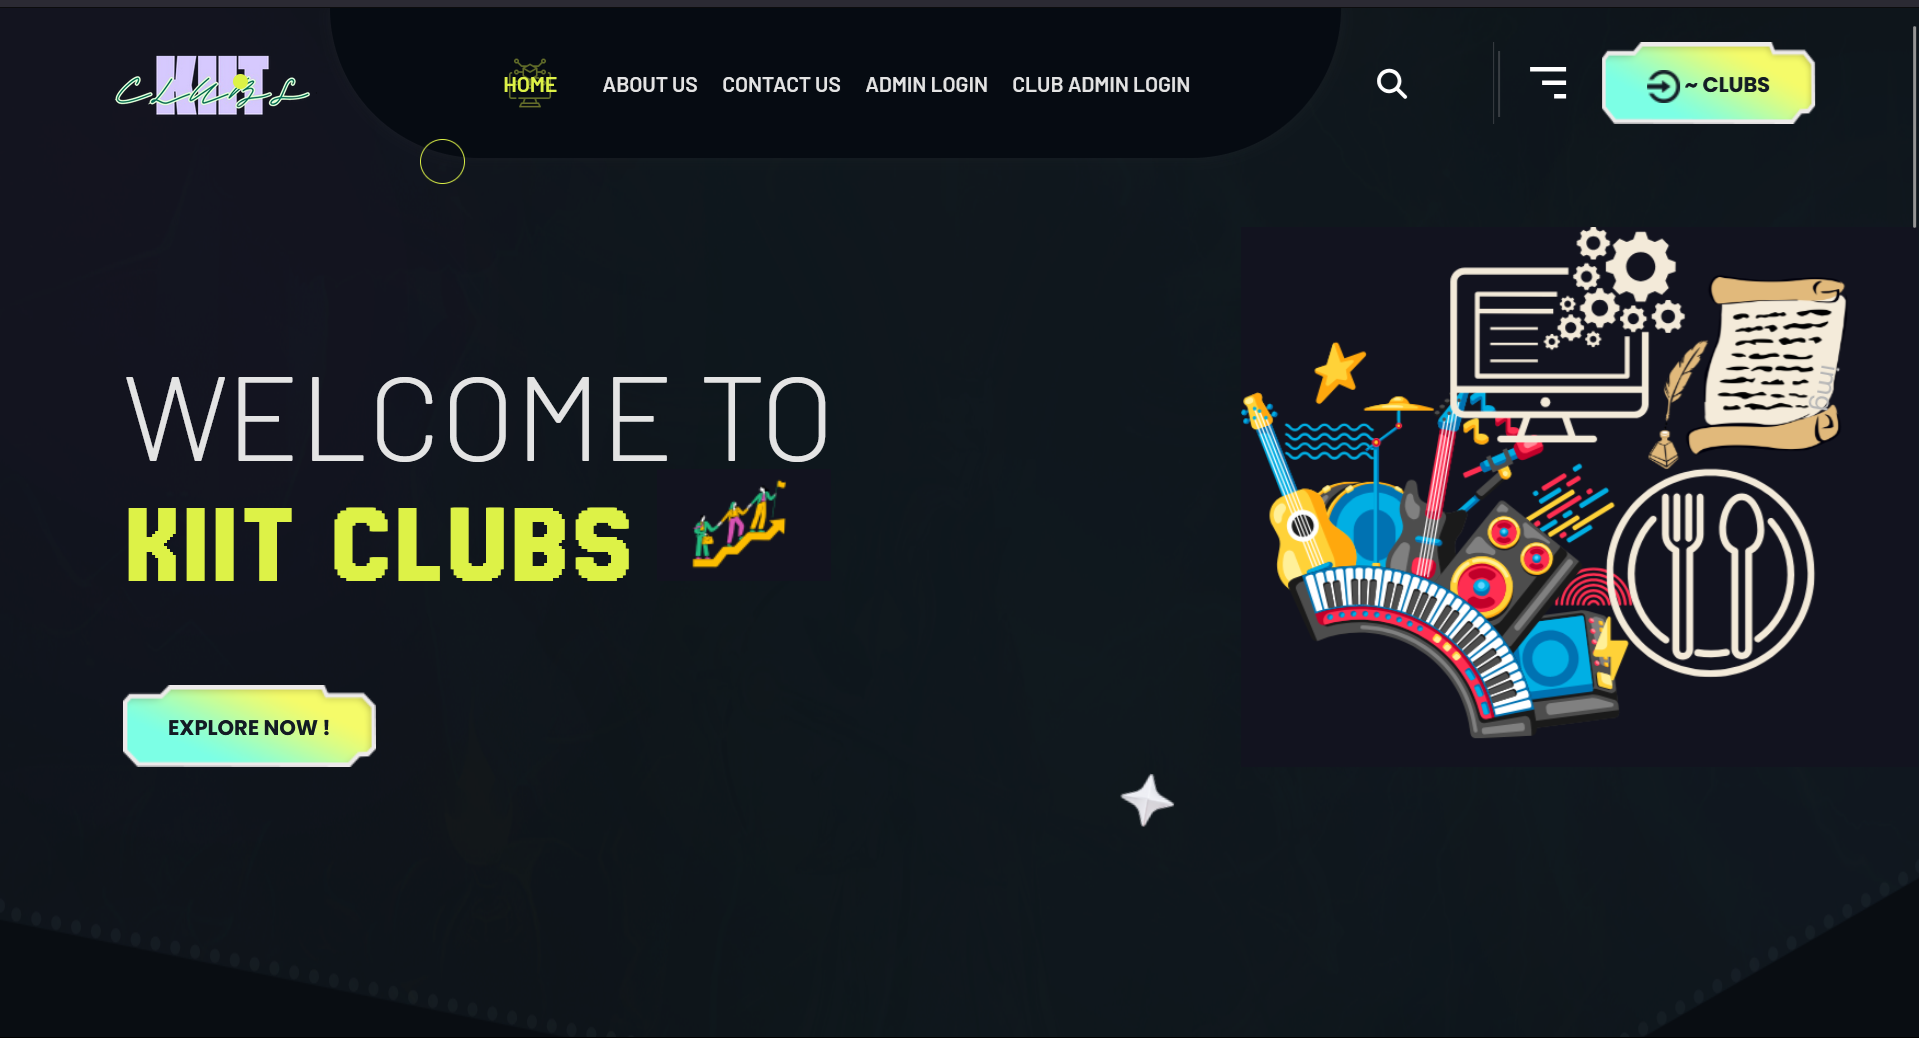 KIIT
CLUBS
HOME
ABOUT US
CONTACT US
ADMIN LOGIN
CLUB ADMIN LOGIN
~ CLUBS
WELCOME TO
KIIT CLUBS
EXPLORE NOW !
img